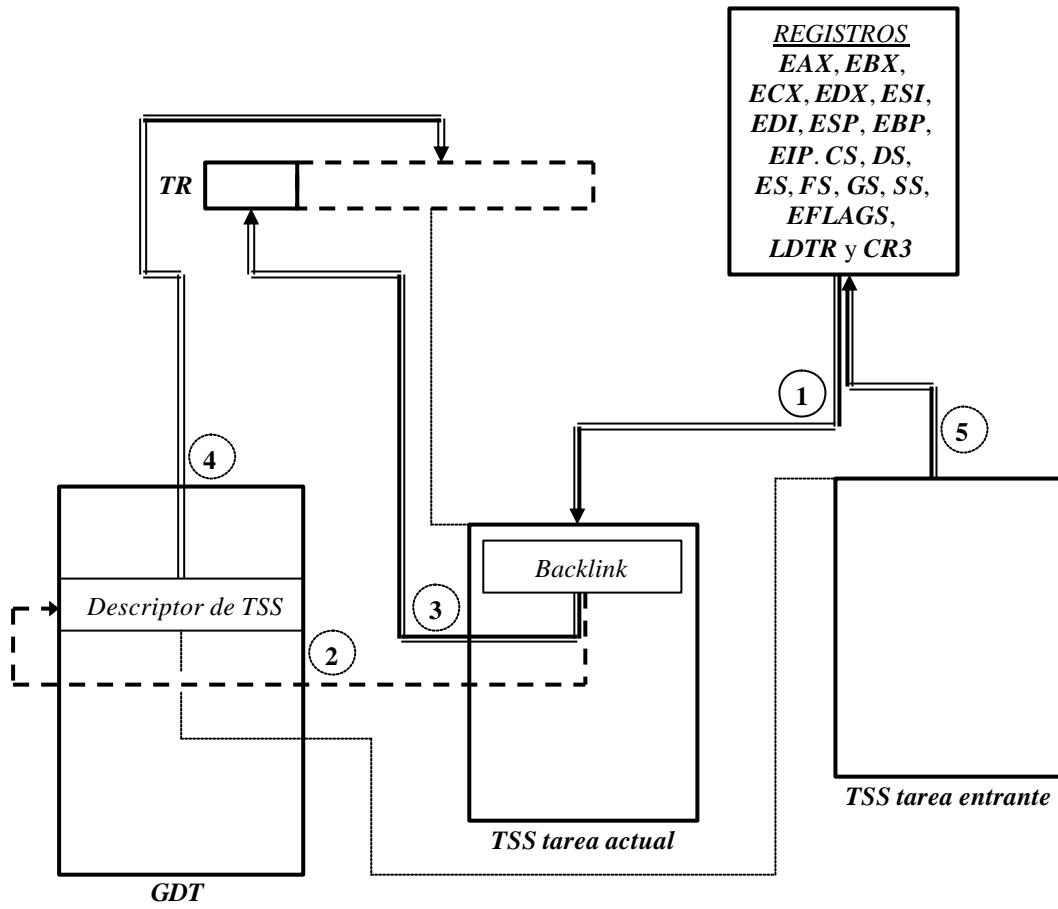 REGISTROS
EAX, EBX,
ECX, EDX, ESI,
EDI, ESP, EBP,
EIP. CS, DS,
ES, FS, GS, SS,
EFLAGS,
LDTR y CR3
TR
1
5
4
Backlink
Descriptor de TSS
3
2
TSS tarea entrante
TSS tarea actual
GDT